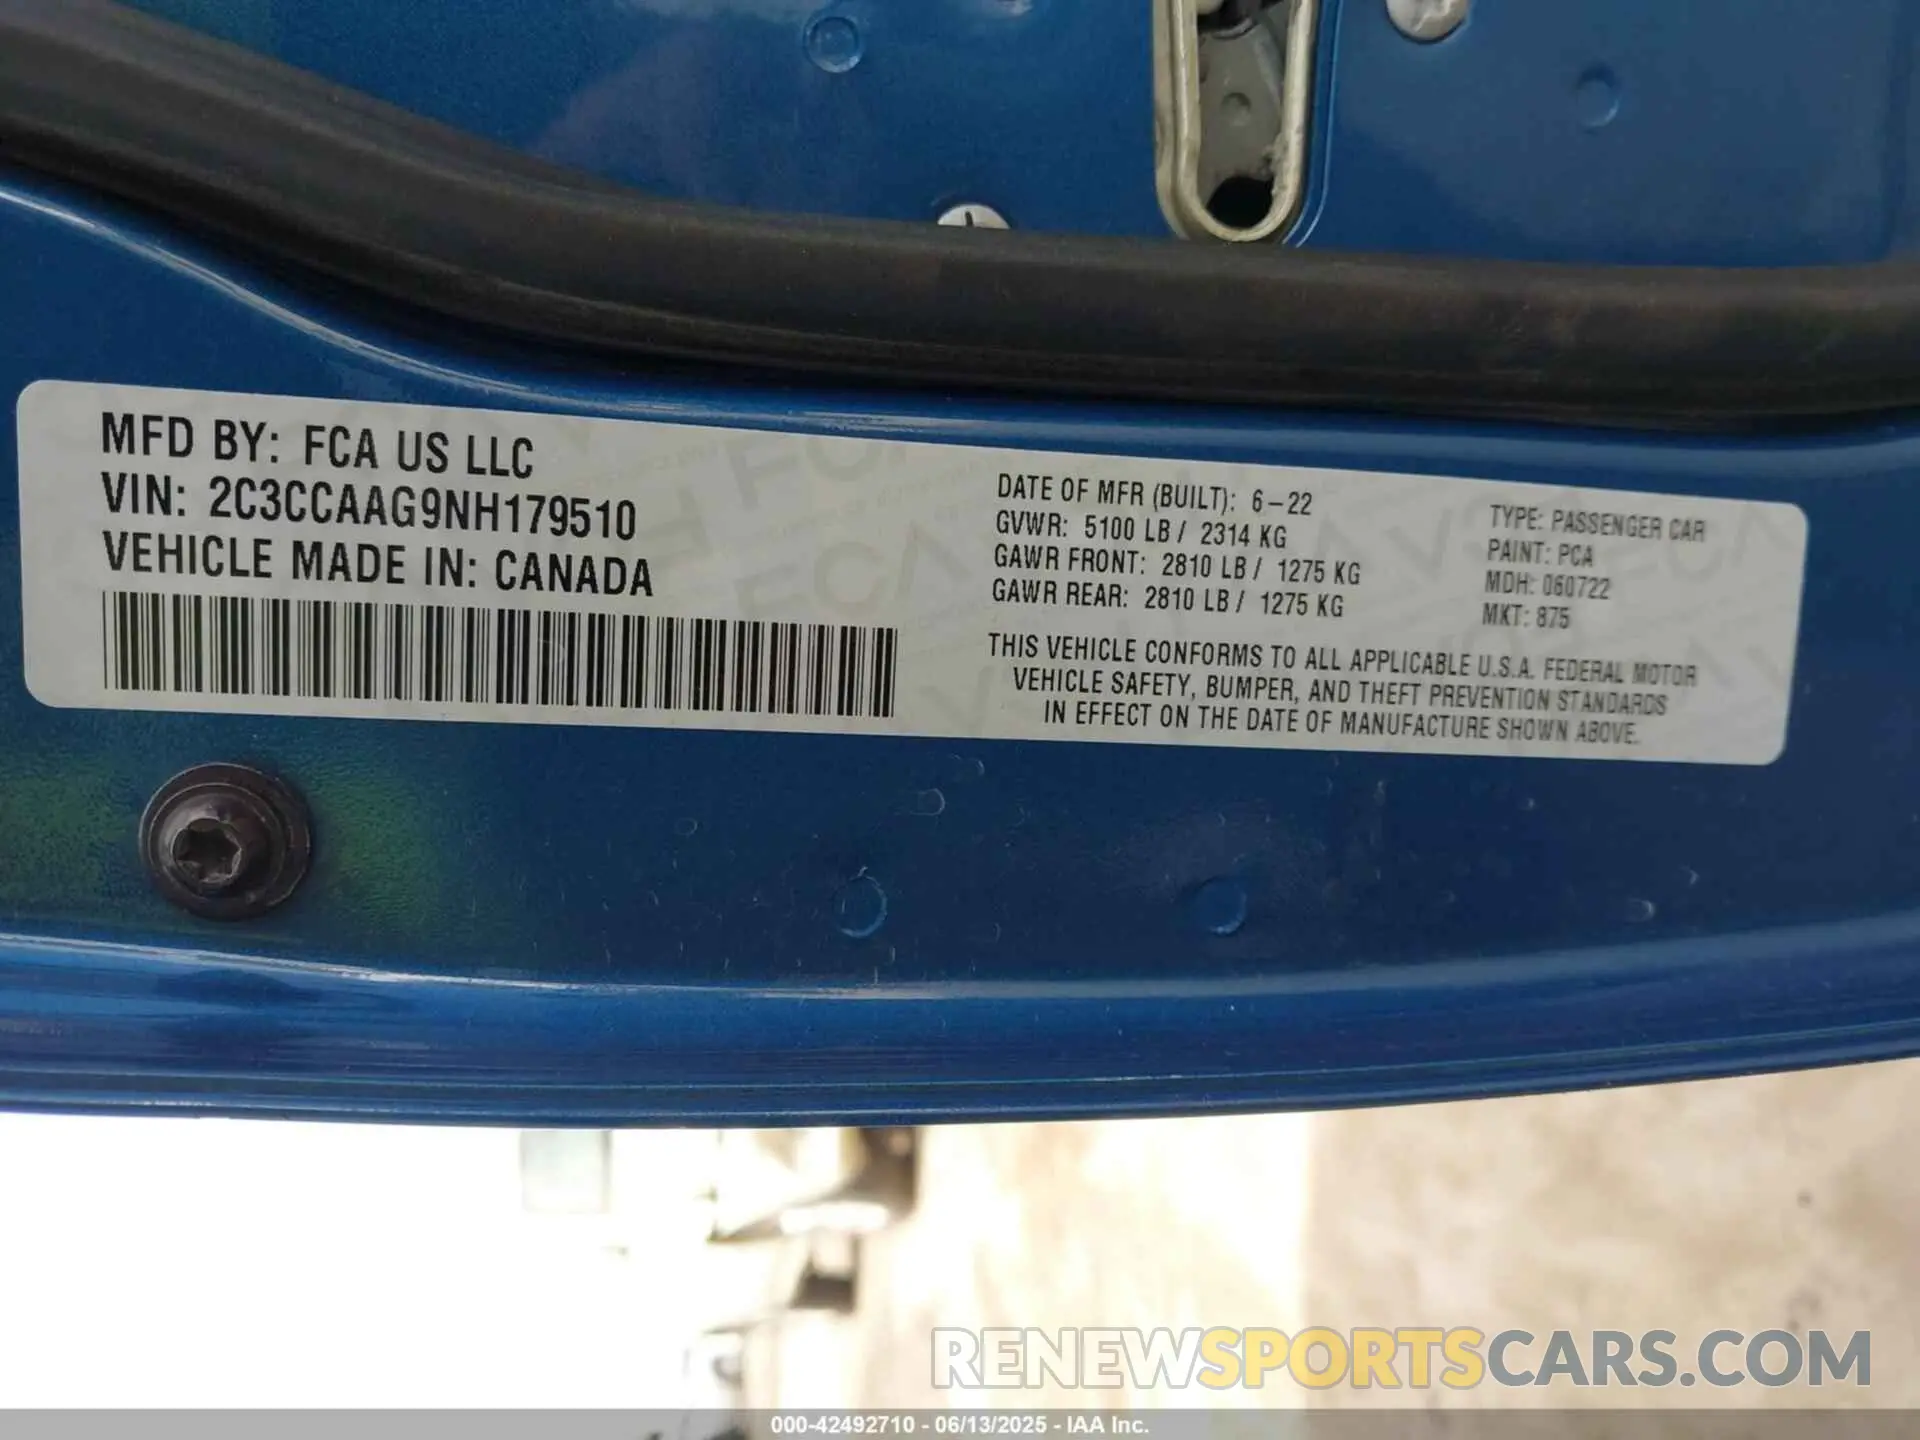 MFD BY: FCA US LLC
VIN: 2C3CCAAG9NH179510
VEHICLE MADE IN: CANADA
DATE OF MFR (BUILT): 6-22
GVWR: 5100 LB / 2314 KG
GAWR FRONT: 2810 LB / 1275 KG
GAWR REAR: 2810 LB / 1275 KG
TYPE: PASSENGER CAR
PAINT: PCA
MDH: 060722
MKT: 875
THIS VEHICLE CONFORMS TO ALL APPLICABLE U.S.A. FEDERAL MOTOR
VEHICLE SAFETY, BUMPER, AND THEFT PREVENTION STANDARDS
IN EFFECT ON THE DATE OF MANUFACTURE SHOWN ABOVE.
RENEWSPORTSCARS.COM
000-42492710 - 06/13/2025 - IAA Inc.